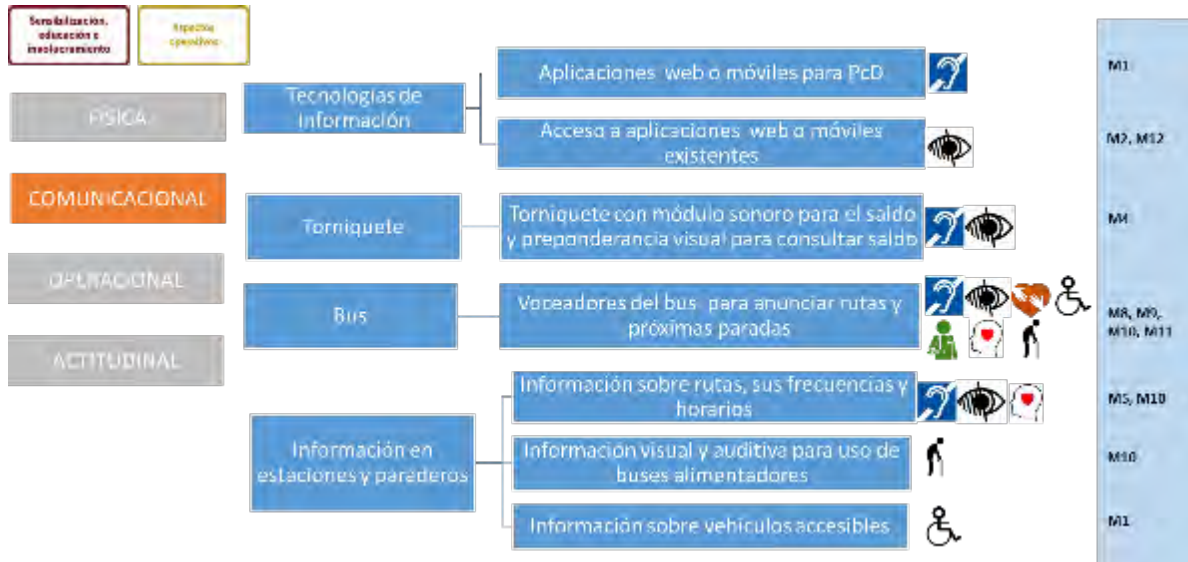 Sensibilización,
educación e
involucramiento
Aspectos
operativos
FÍSICA
COMUNICACIONAL
OPERACIONAL
ACTITUDINAL
Tecnologías de
información
Aplicaciones web o móviles para PcD
M1
Acceso a aplicaciones web o móviles
existentes
M2, M12
Torniquete
Torniquete con módulo sonoro para el saldo
y preponderancia visual para consultar saldo
M4
Bus
Voceadores del bus para anunciar rutas y
próximas paradas
M8, M9,
M10, M11
Información en
estaciones y paraderos
Información sobre rutas, sus frecuencias y
horarios
M5, M10
Información visual y auditiva para uso de
buses alimentadores
M10
Información sobre vehículos accesibles
M1